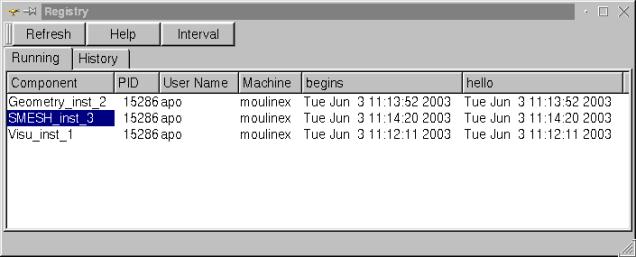 Registry
Refresh Help Interval
Running History
Component PID User Name Machine begins hello
Geometry_inst_2 15286 apo moulinex Tue Jun 3 11:13:52 2003 Tue Jun 3 11:13:52 2003
SMESH_inst_3 15286 apo moulinex Tue Jun 3 11:14:20 2003 Tue Jun 3 11:14:20 2003
Visu_inst_1 15286 apo moulinex Tue Jun 3 11:12:11 2003 Tue Jun 3 11:12:11 2003